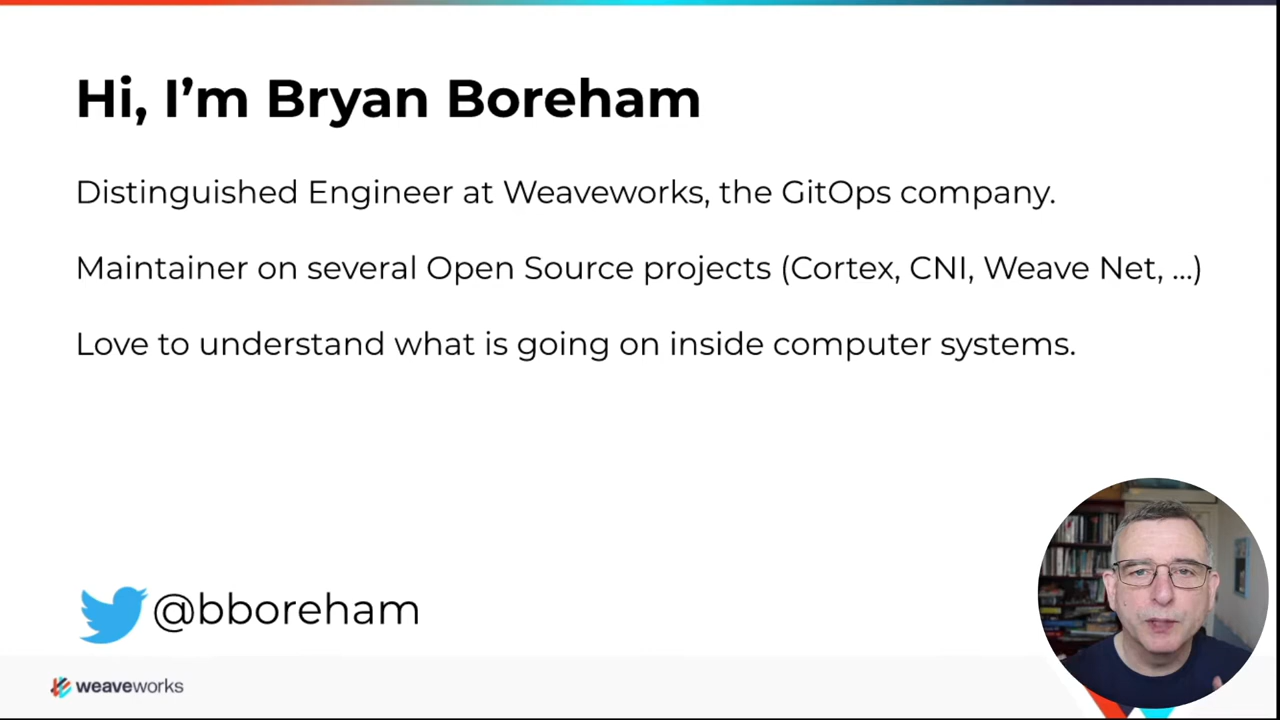 Hi, I’m Bryan Boreham
Distinguished Engineer at Weaveworks, the GitOps company.
Maintainer on several Open Source projects (Cortex, CNI, Weave Net, ...)
Love to understand what is going on inside computer systems.
@bboreham
weaveworks